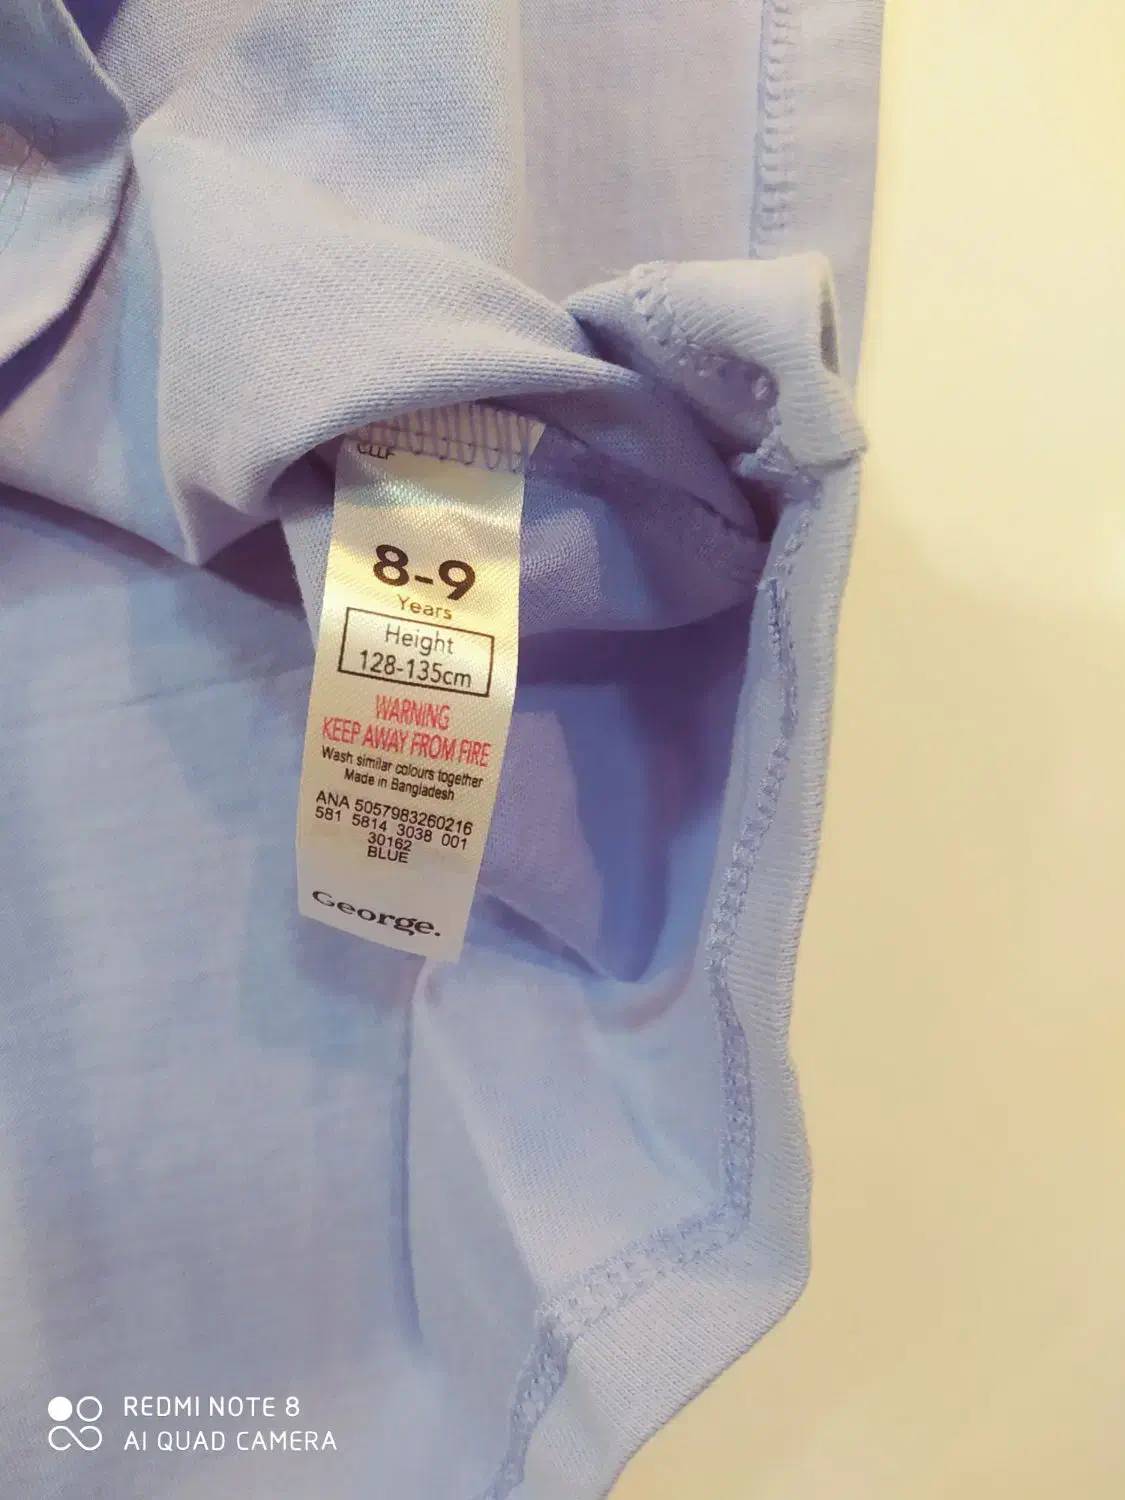 CLLF
8-9
Years
Height
128-135cm
WARNING
KEEP AWAY FROM FIRE
Wash similar colours together
Made in Bangladesh
ANA 5057983260216
581 5814 3038 001
30162
BLUE
George.
REDMI NOTE 8
AI QUAD CAMERA